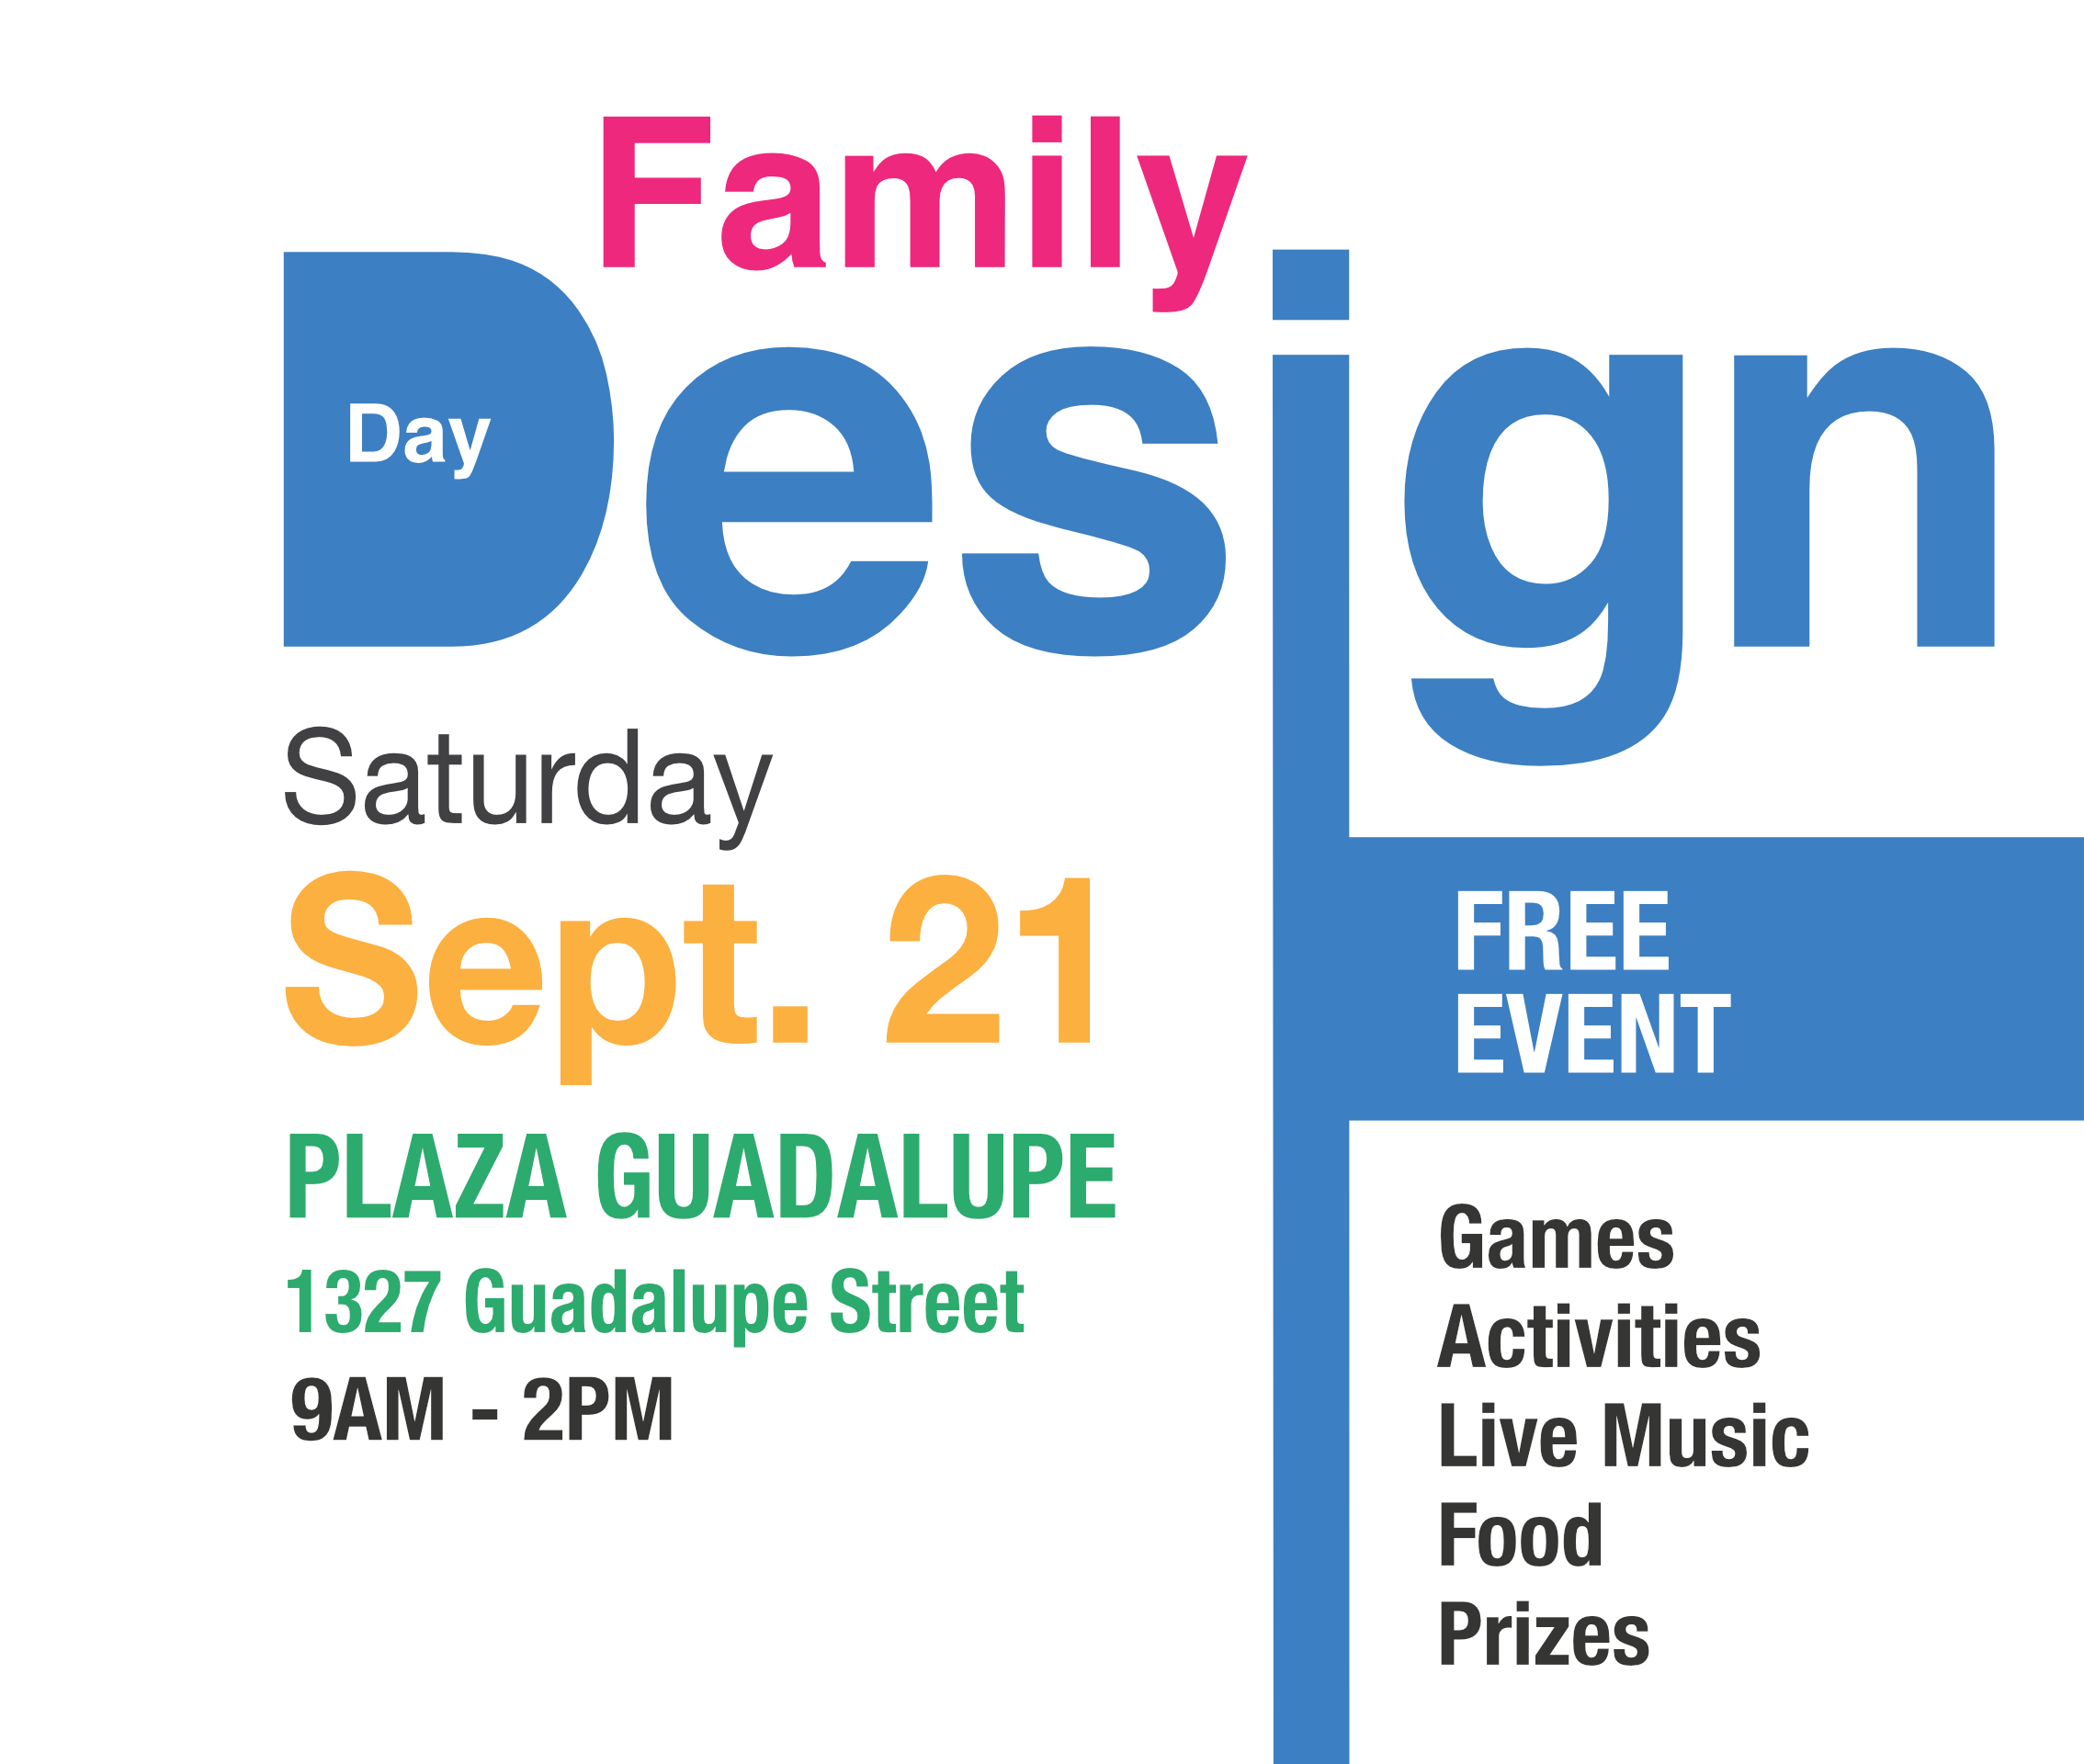 Family
Design
Day
Saturday
Sept. 21
PLAZA GUADALUPE
1327 Guadalupe Street
9AM - 2PM
FREE
EVENT
Games
Activities
Live Music
Food
Prizes